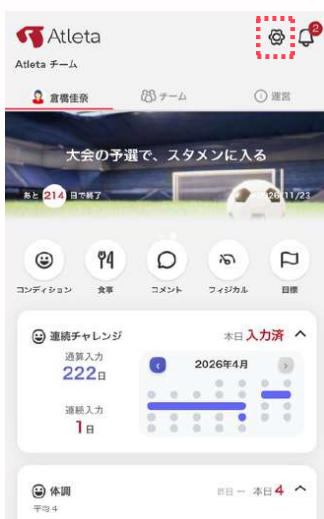 Atleta
2
Atleta チーム
倉橋佳奈
チーム
運営
大会の予選で、スタメンに入る
あと 214 日で終了
2026/11/23
コンディション
食事
コメント
フィジカル
目標
連続チャレンジ
本日 入力済
通算入力
222日
連続入力
1日
2026年4月
体調
昨日 ー 本日 4
平均 4